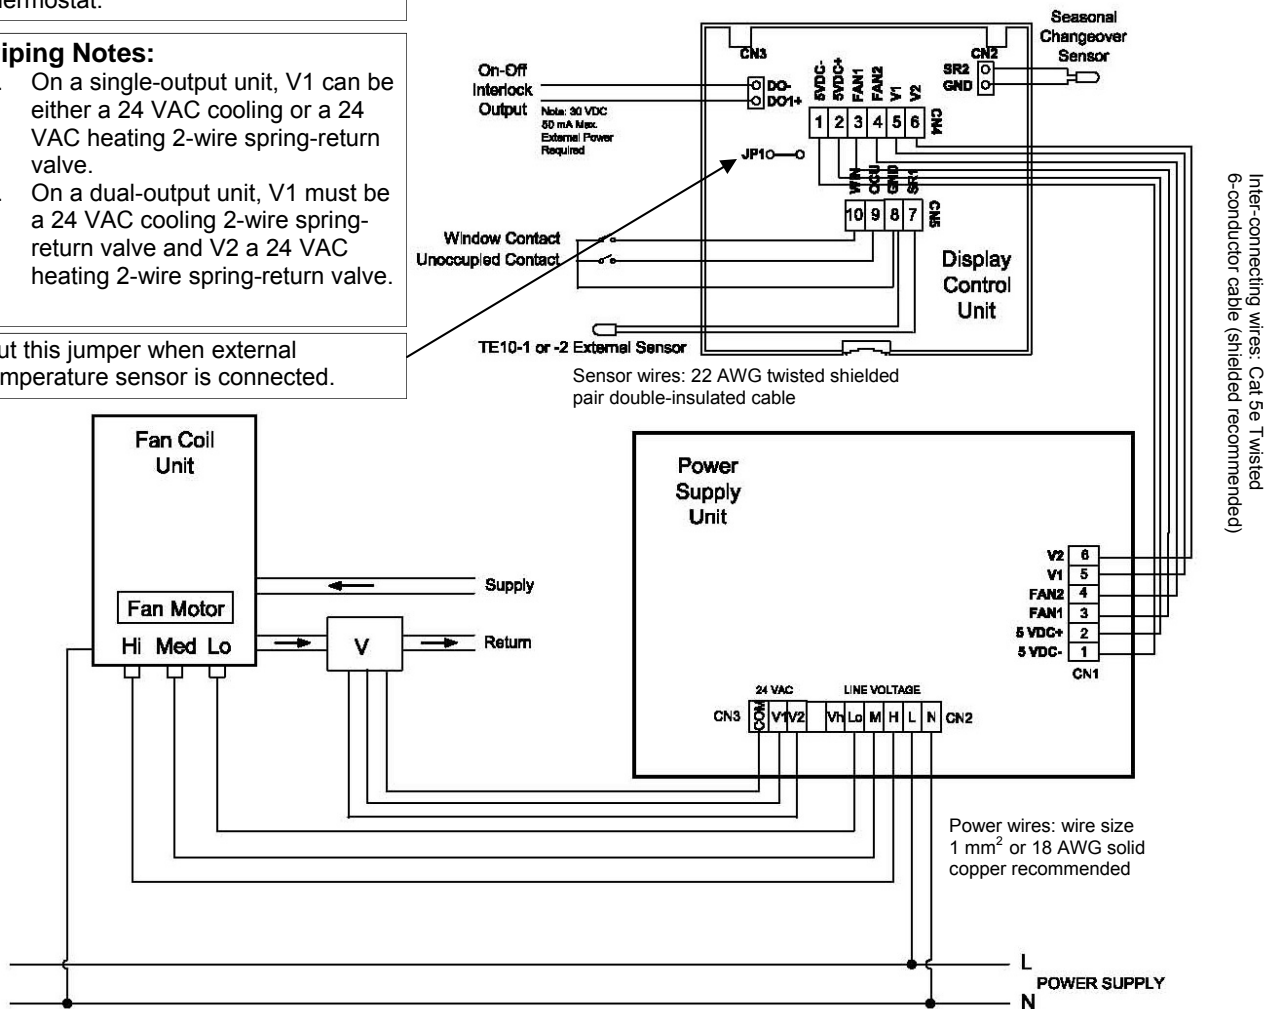 ermostat.
iping Notes:
On a single-output unit, V1 can be
either a 24 VAC cooling or a 24
VAC heating 2-wire spring-return
valve.
On a dual-output unit, V1 must be
a 24 VAC cooling 2-wire spring-
return valve and V2 a 24 VAC
heating 2-wire spring-return valve.
ut this jumper when external
mperature sensor is connected.
On-Off
Interlock
Output
Note: 30 VDC
50 mA Max.
External Power
Required
CN3
DO-
DO1+
5VDC-
5VDC+
FAN1
FAN2
V1
V2
1 2 3 4 5 6
CN4
CN2
SR2
GND
Seasonal
Changeover
Sensor
JP1
WIN
OCU
GND
SR1
10 9 8 7
CN5
Window Contact
Unoccupied Contact
Display
Control
Unit
TE10-1 or -2 External Sensor
Sensor wires: 22 AWG twisted shielded
pair double-insulated cable
Inter-connecting wires: Cat 5e Twisted
6-conductor cable (shielded recommended)
Fan Coil
Unit
Fan Motor
Hi Med Lo
Supply
Return
V
Power
Supply
Unit
V2 6
V1 5
FAN2 4
FAN1 3
5 VDC+ 2
5 VDC- 1
CN1
24 VAC
LINE VOLTAGE
CN3 COM V1 V2 Vh Lo M H L N CN2
Power wires: wire size
1 mm² or 18 AWG solid
copper recommended
L
POWER SUPPLY
N